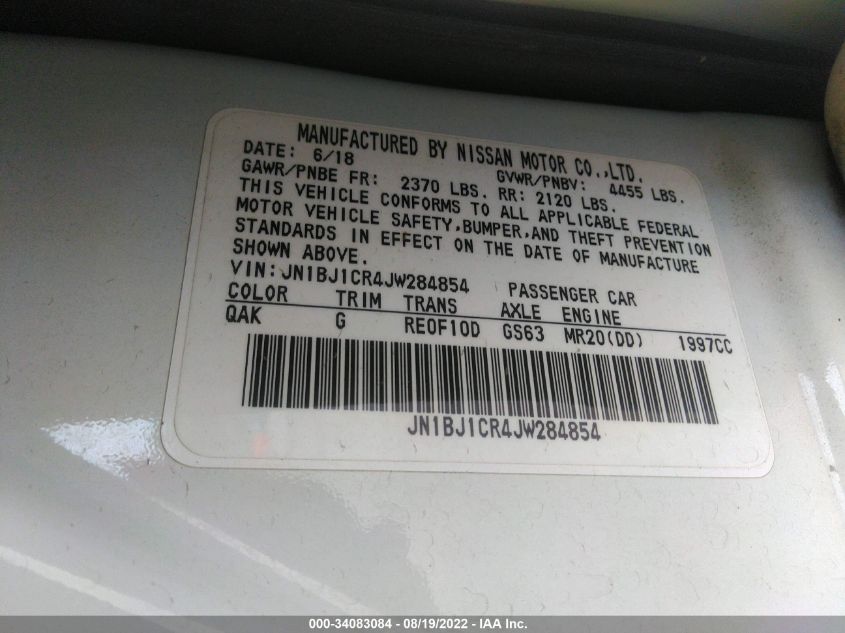 MANUFACTURED BY NISSAN MOTOR CO.,LTD.
DATE: 6/18 GVWR/PNBV: 4455 LBS.
GAWR/PNBE FR: 2370 LBS. RR: 2120 LBS.
THIS VEHICLE CONFORMS TO ALL APPLICABLE FEDERAL
MOTOR VEHICLE SAFETY,BUMPER,AND THEFT PREVENTION
STANDARDS IN EFFECT ON THE DATE OF MANUFACTURE
SHOWN ABOVE.
VIN:JN1BJ1CR4JW284854 PASSENGER CAR
COLOR TRIM TRANS AXLE ENGINE
QAK G RE0F10D GS63 MR20(DD) 1997CC
JN1BJ1CR4JW284854
000-34083084 - 08/19/2022 - IAA Inc.